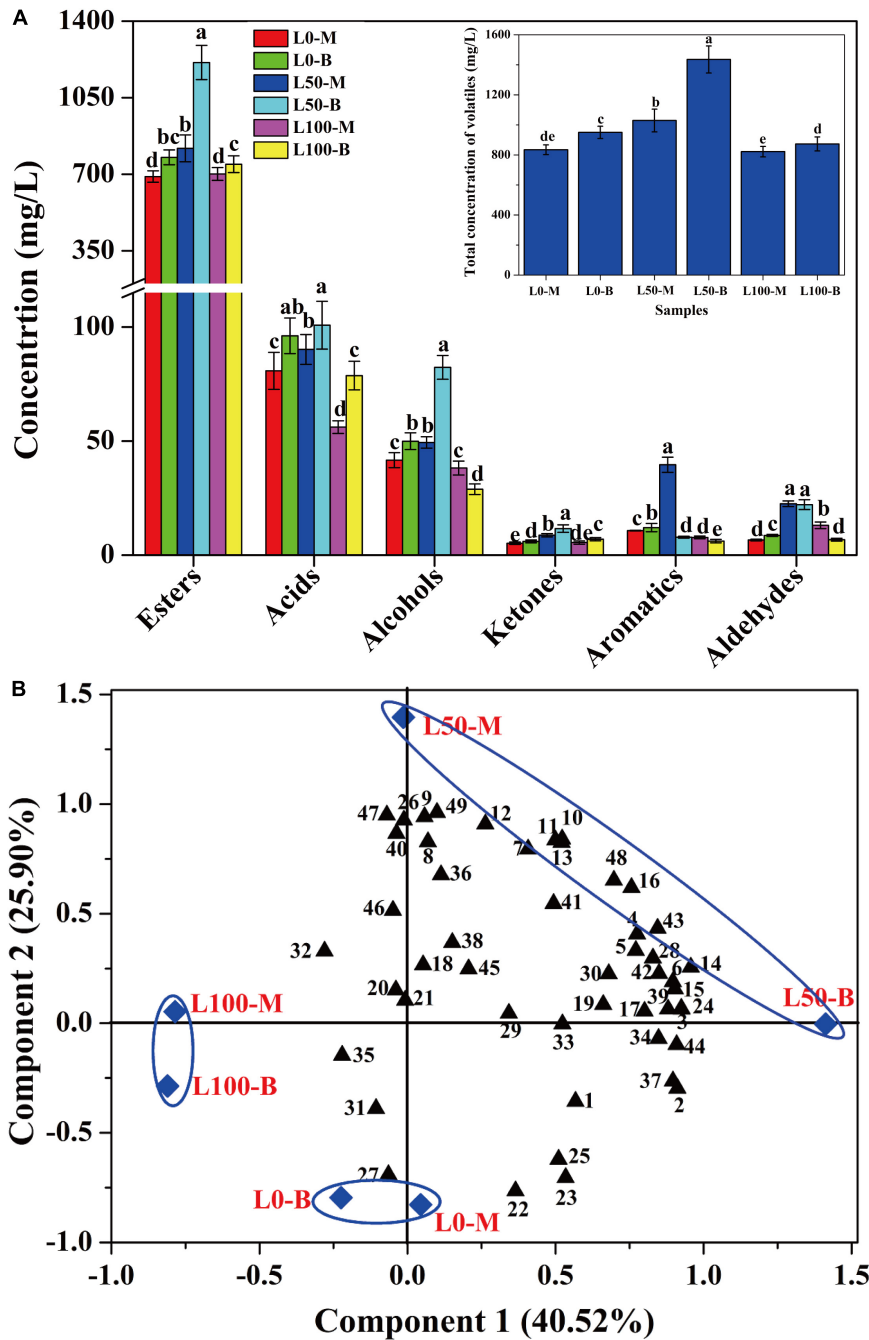 A
Concentrtion (mg/L)
1400
1050
700
350
100
50
0
L0-M
L0-B
L50-M
L50-B
L100-M
L100-B
d bc c a d c
c ab b a d c
c b b a c d
e d b a de c
c b a d d e
d c a a b d
Esters Acids Alcohols Ketones Aromatics Aldehydes
Total concentration of volatiles (mg/L)
1600
1200
800
400
0
de c b a e d
L0-M L0-B L50-M L50-B L100-M L100-B
Samples
B
Component 2 (25.90%)
1.5
1.0
0.5
0.0
-0.5
-1.0
L50-M
47 26 9 49 12
40 8 7 11 10 13
36 48 16
46 41 4 43
32 38 5 28
18 45 30 42 6 14
20 21 19 17 39 15 24 3
L100-M
L50-B
29 33 34 44
35 37 2
L100-B
31 1
27 25
22 23
L0-B
L0-M
-1.0 -0.5 0.0 0.5 1.0 1.5
Component 1 (40.52%)